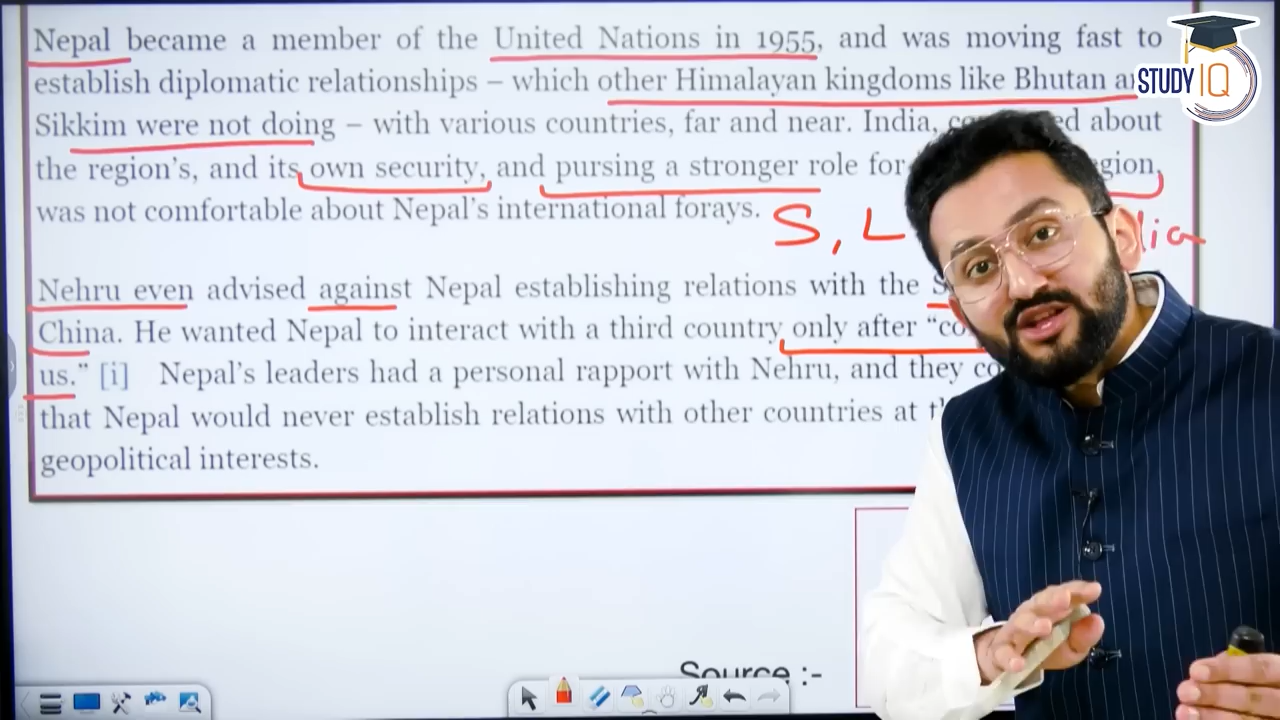 Nepal became a member of the United Nations in 1955, and was moving fast to
establish diplomatic relationships – which other Himalayan kingdoms like Bhutan
Sikkim were not doing – with various countries, far and near. India, about
the region's, and its own security, and pursing a stronger role for
was not comfortable about Nepal's international forays.
S, L
Nehru even advised against Nepal establishing relations with the
China. He wanted Nepal to interact with a third country only after
us." [i] Nepal's leaders had a personal rapport with Nehru, and they
that Nepal would never establish relations with other countries at
geopolitical interests.
Source :-
STUDY IQ